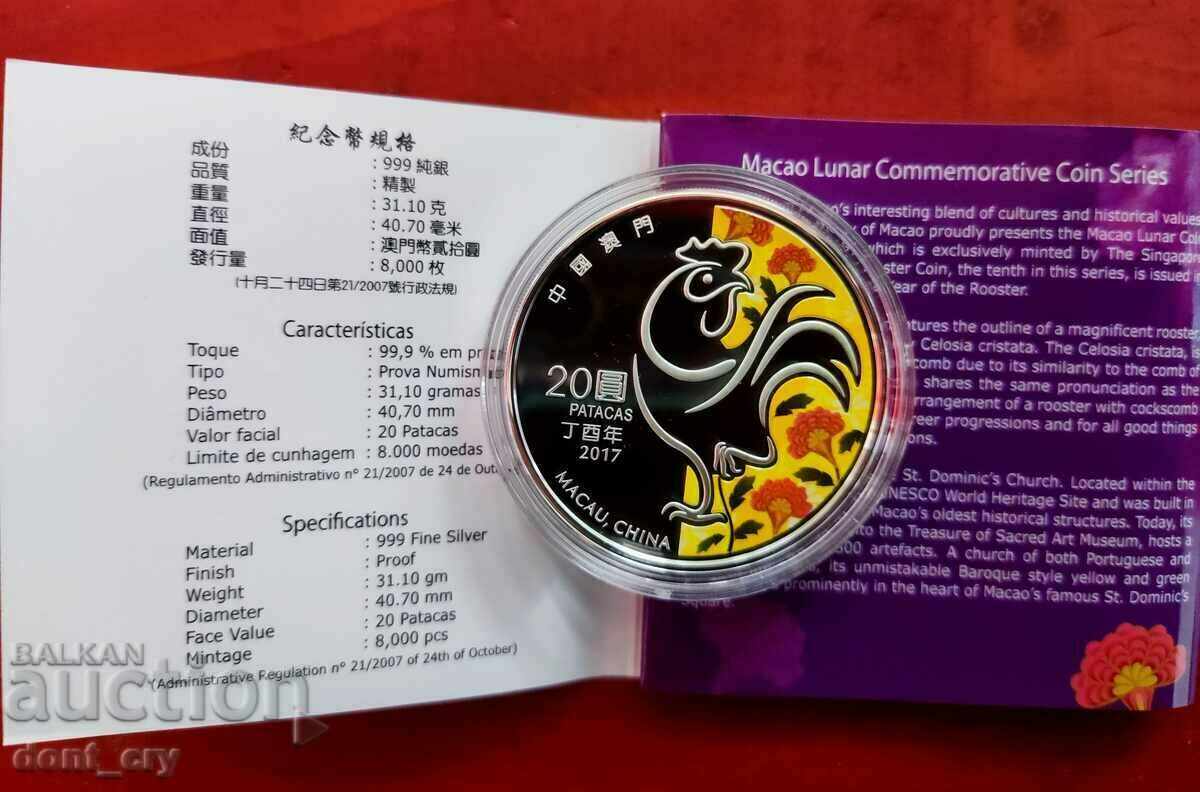 紀念幣規格
成份 : 999 純銀
品質 : 精製
重量 : 31.10 克
直徑 : 40.70 毫米
面值 : 澳門幣貳拾圓
發行量 : 8,000 枚
(十月二十四日第21/2007號行政法規)
Características
Toque : 99,9 % em
Tipo : Prova
Peso : 31,10 gramas
Diâmetro : 40,70 mm
Valor facial : 20 Patacas
Limite de cunhagem : 8.000 moedas
(Regulamento Administrativo nº 21/2007 de 24 de
Specifications
Material : 999 Fine Silver
Finish : Proof
Weight : 31.10 gm
Diameter : 40.70 mm
Face Value : 20 Patacas
Mintage : 8,000 pcs
(Administrative Regulation nº 21/2007 of 24th of October)
中國澳門
20圓
PATACAS
丁酉年
2017
MACAU, CHINA
Macao Lunar Commemorative Coin Series
interesting blend of cultures and historical values
of Macao proudly presents the Macao Lunar
which is exclusively minted by The Singapore
Coin, the tenth in this series, is issued
Year of the Rooster.
the outline of a magnificent rooster
Celosia cristata. The Celosia cristata,
comb due to its similarity to the comb of
shares the same pronunciation as the
arrangement of a rooster with cockscomb
progressions and for all good things
St. Dominic's Church. Located within the
UNESCO World Heritage Site and was built in
Macao's oldest historical structures. Today, its
to the Treasure of Sacred Art Museum, hosts a
artefacts. A church of both Portuguese and
its unmistakable Baroque style yellow and green
prominently in the heart of Macao's famous St. Dominic's
Square.
BALKAN
auction
dont_cry